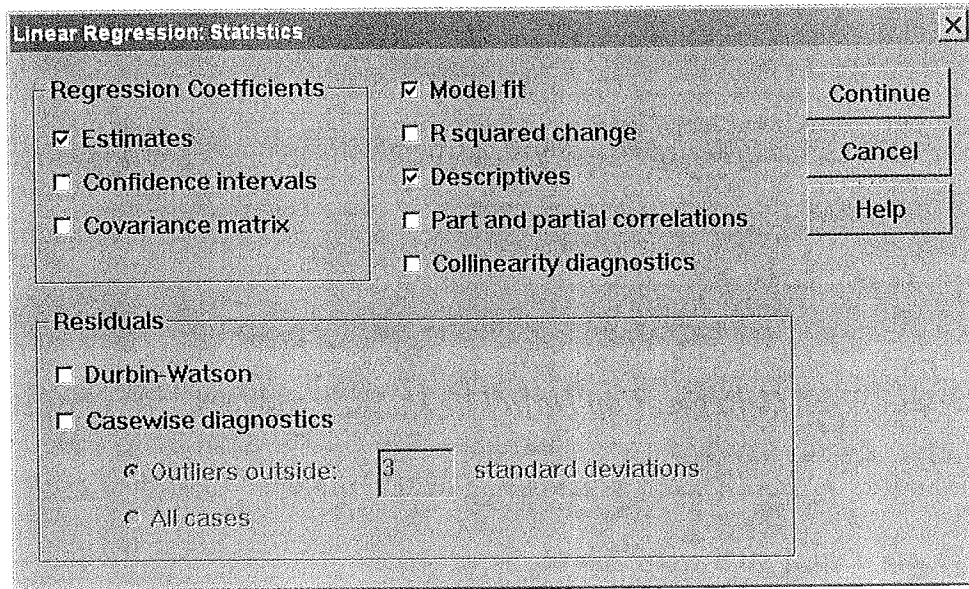 Linear Regression: Statistics
Regression Coefficients
Estimates
Confidence intervals
Covariance matrix
Model fit
R squared change
Descriptives
Part and partial correlations
Collinearity diagnostics
Continue
Cancel
Help
Residuals
Durbin-Watson
Casewise diagnostics
Outliers outside: 3 standard deviations
All cases